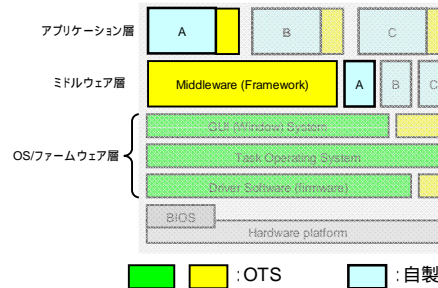 アプリケーション層
A
B
C
ミドルウェア層
Middleware (Framework)
A
B
C
OS/ファームウェア層
GUI (Window) System
Task Operating System
Driver Software (firmware)
BIOS
Hardware platform
: OTS
: 自製